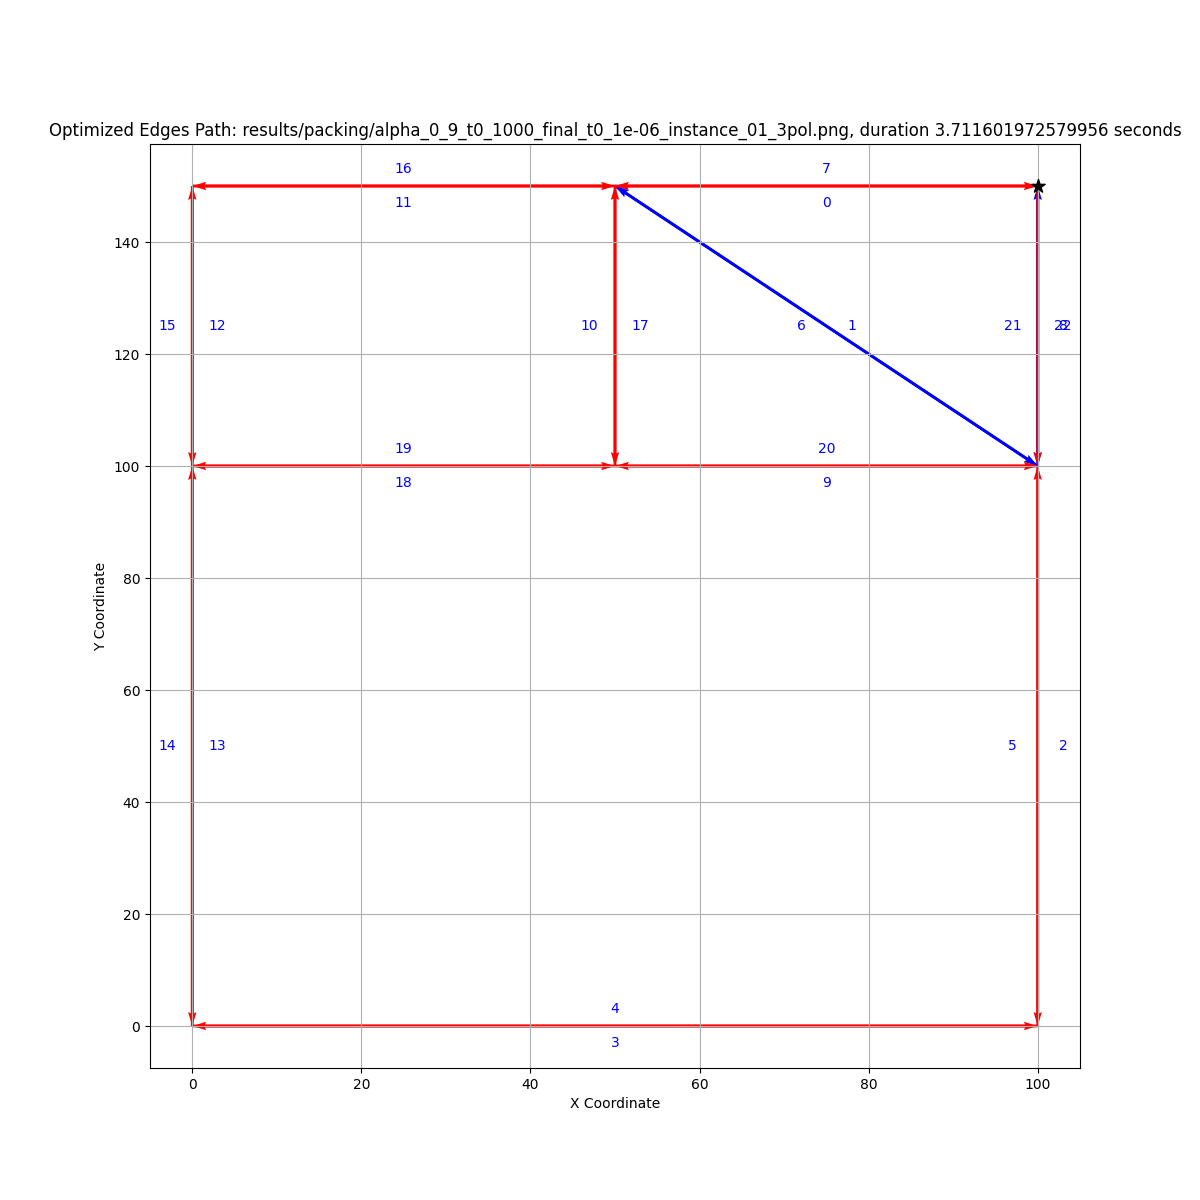 Optimized Edges Path: results/packing/alpha_0_9_t0_1000_final_t0_1e-06_instance_01_3pol.png, duration 3.711601972579956 seconds
16 7
11 0
140
15 12 10 17 6 1 21 22 8
120
19 20
100
18 9
80
Y Coordinate
60
14 13 5 2
40
20
4
0
3
0 20 40 60 80 100
X Coordinate